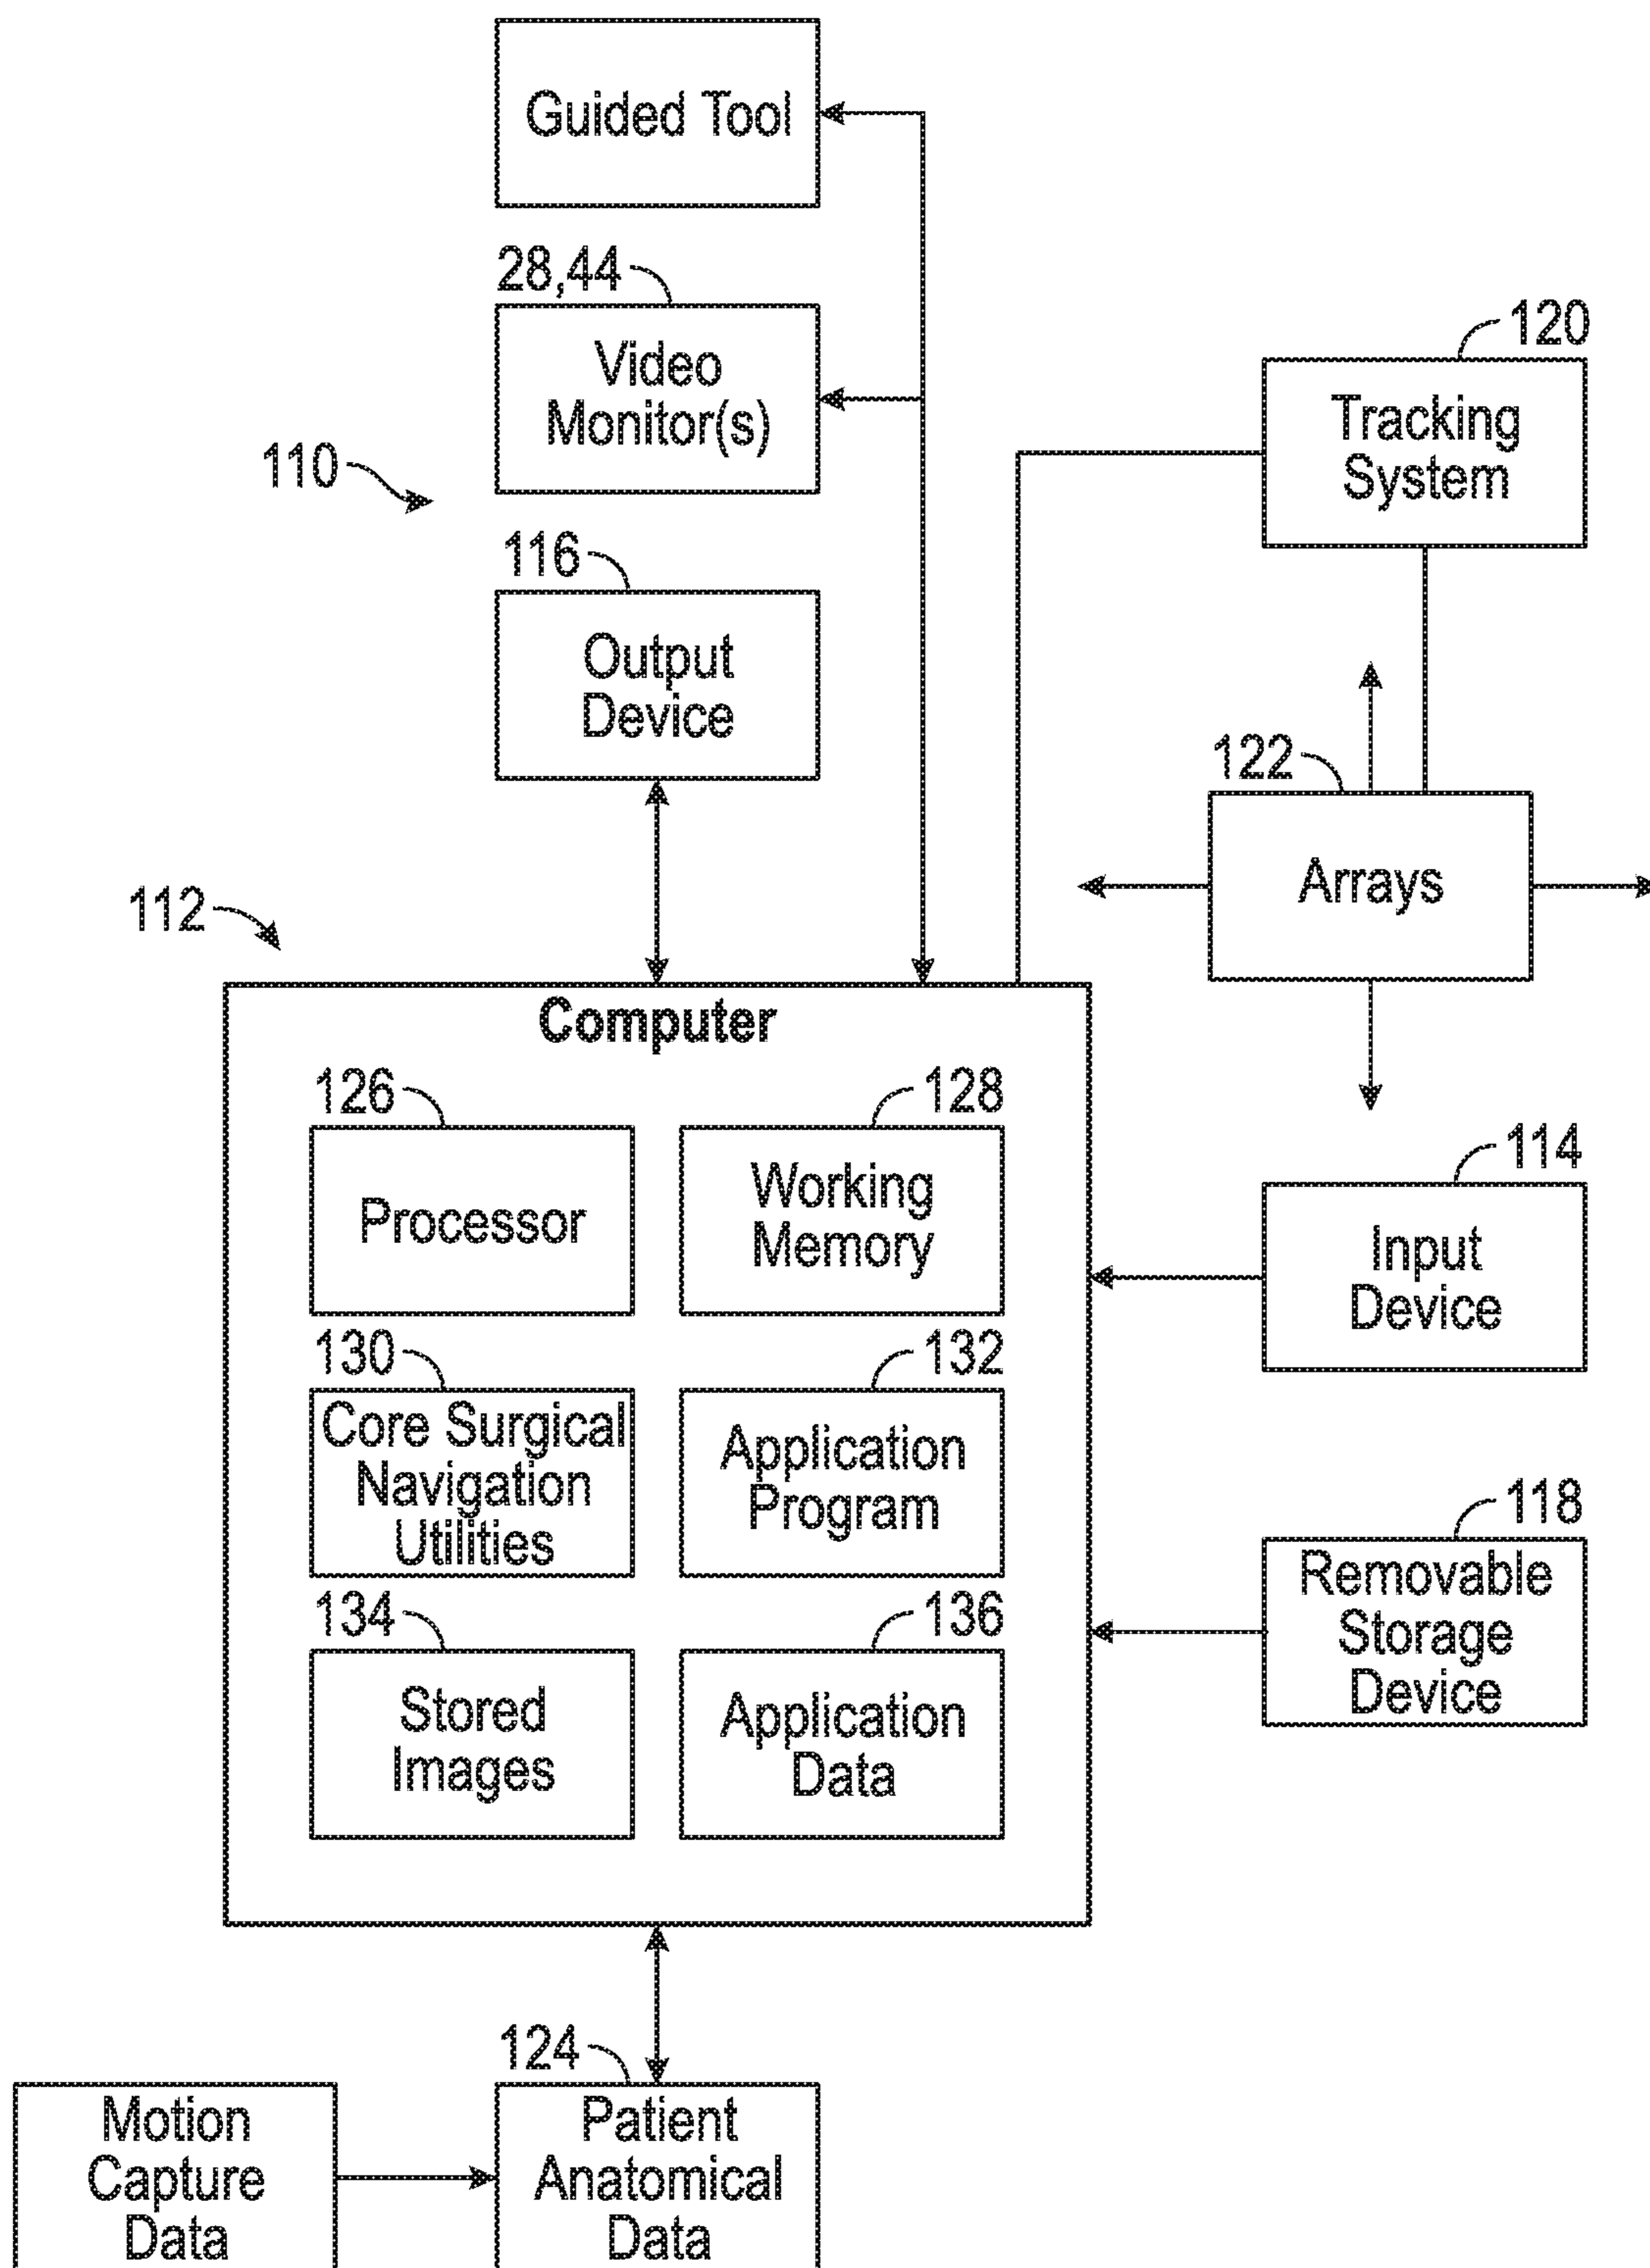 Guided Tool
28,44
Video
Monitor(s)
120
Tracking
System
110
116
Output
Device
122
Arrays
112
Computer
126
Processor
128
Working
Memory
114
Input
Device
130
Core Surgical
Navigation
Utilities
132
Application
Program
118
Removable
Storage
Device
134
Stored
Images
136
Application
Data
124
Motion
Capture
Data
Patient
Anatomical
Data